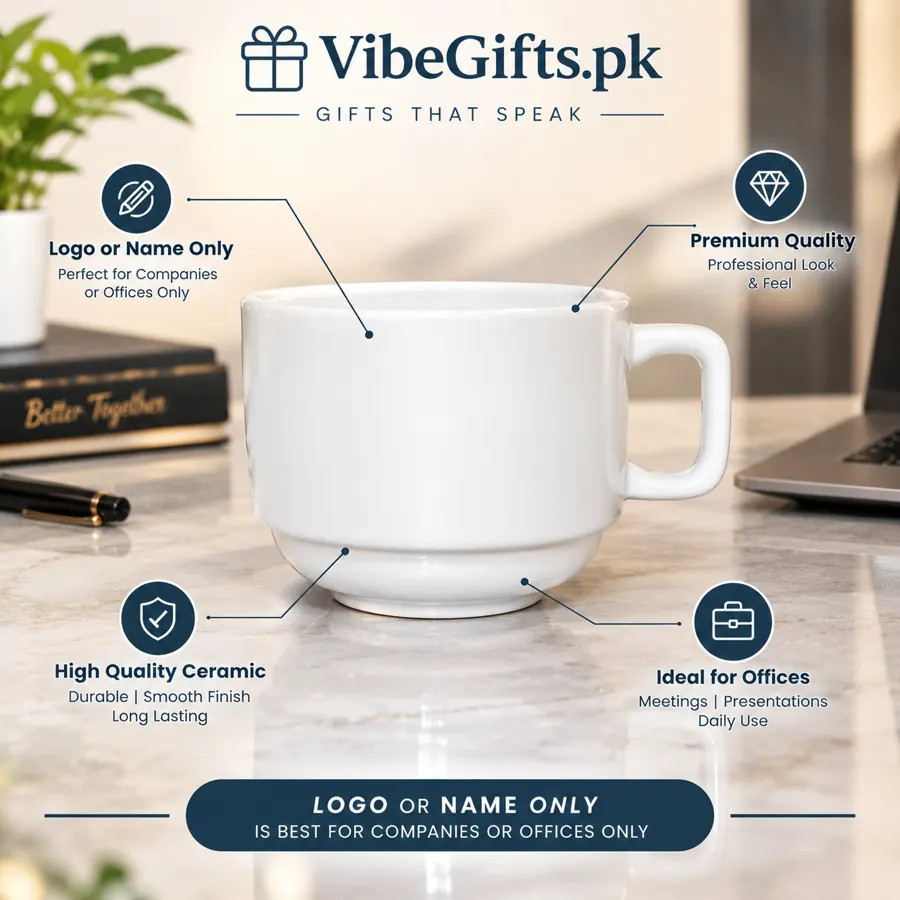 VibeGifts.pk
GIFTS THAT SPEAK
Logo or Name Only
Perfect for Companies
or Offices Only
Premium Quality
Professional Look
& Feel
Better Together
High Quality Ceramic
Durable | Smooth Finish
Long Lasting
Ideal for Offices
Meetings | Presentations
Daily Use
LOGO OR NAME ONLY
IS BEST FOR COMPANIES OR OFFICES ONLY